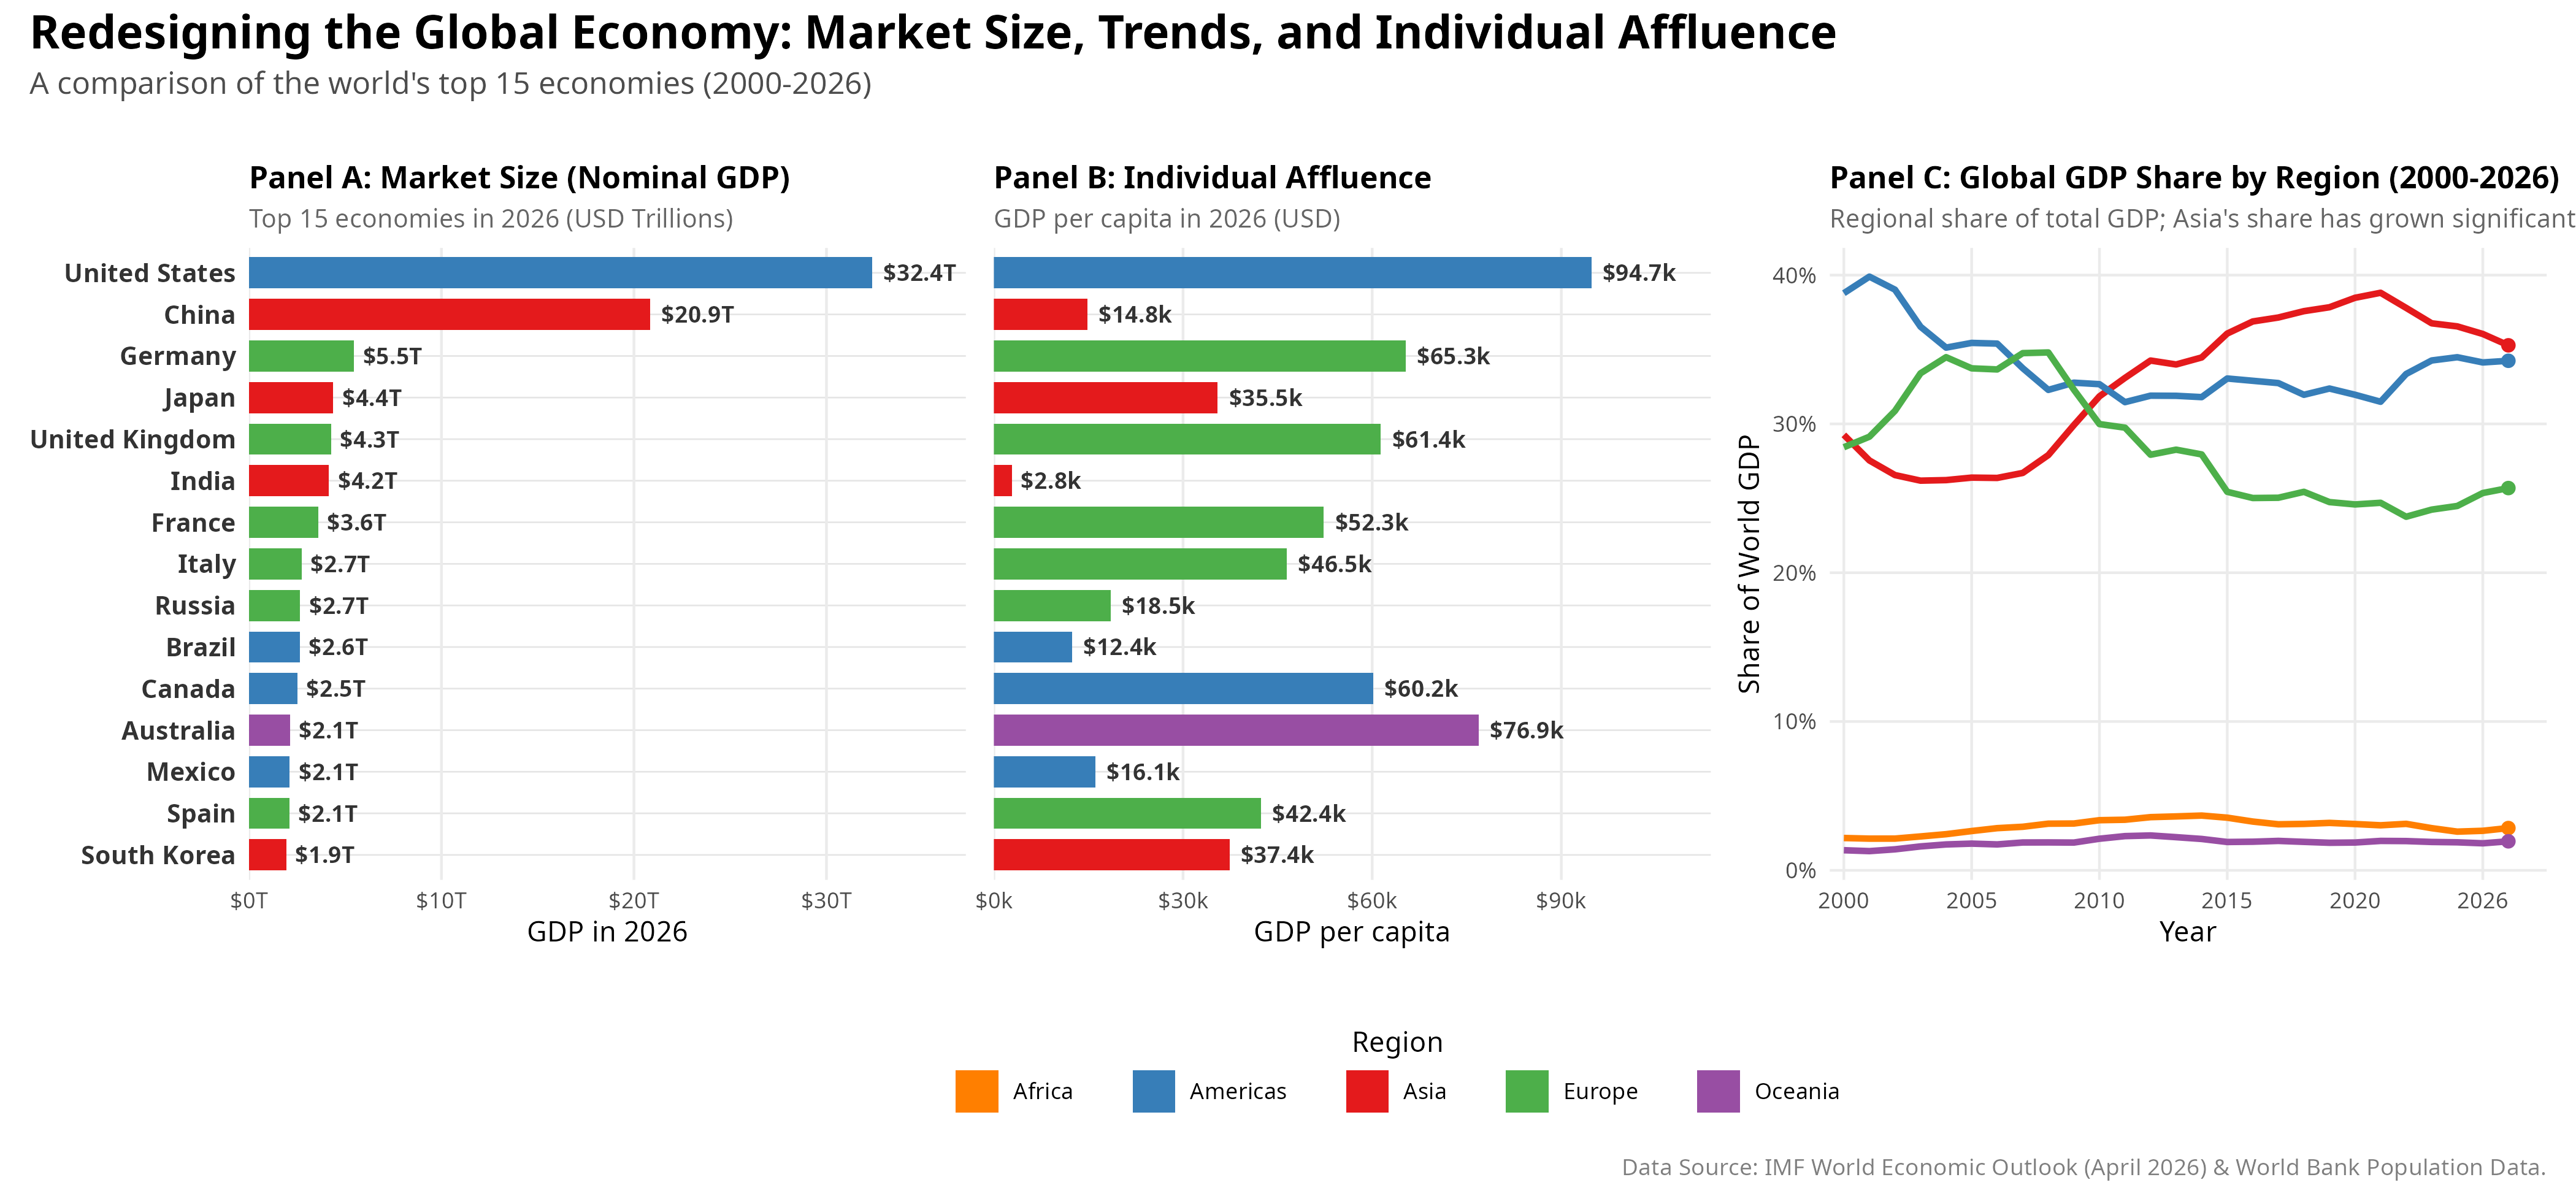 Redesigning the Global Economy: Market Size, Trends, and Individual Affluence
A comparison of the world's top 15 economies (2000-2026)
Panel A: Market Size (Nominal GDP)
Top 15 economies in 2026 (USD Trillions)
United States $32.4T
China $20.9T
Germany $5.5T
Japan $4.4T
United Kingdom $4.3T
India $4.2T
France $3.6T
Italy $2.7T
Russia $2.7T
Brazil $2.6T
Canada $2.5T
Australia $2.1T
Mexico $2.1T
Spain $2.1T
South Korea $1.9T
$0T $10T $20T $30T
GDP in 2026
Panel B: Individual Affluence
GDP per capita in 2026 (USD)
$94.7k
$14.8k
$65.3k
$35.5k
$61.4k
$2.8k
$52.3k
$46.5k
$18.5k
$12.4k
$60.2k
$76.9k
$16.1k
$42.4k
$37.4k
$0k $30k $60k $90k
GDP per capita
Panel C: Global GDP Share by Region (2000-2026)
Regional share of total GDP; Asia's share has grown significant
Share of World GDP
40%
30%
20%
10%
0%
2000 2005 2010 2015 2020 2026
Year
Region
Africa Americas Asia Europe Oceania
Data Source: IMF World Economic Outlook (April 2026) & World Bank Population Data.